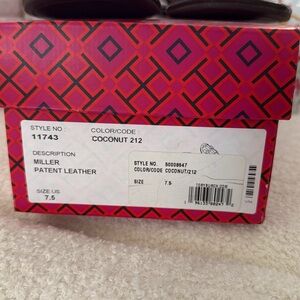 STYLE NO
11743
COLOR/CODE
COCONUT 212
DESCRIPTION
MILLER
PATENT LEATHER
SIZE US
7.5
STYLE NO. 50008647
COLOR/CODE COCONUT/212
SIZE 7.5